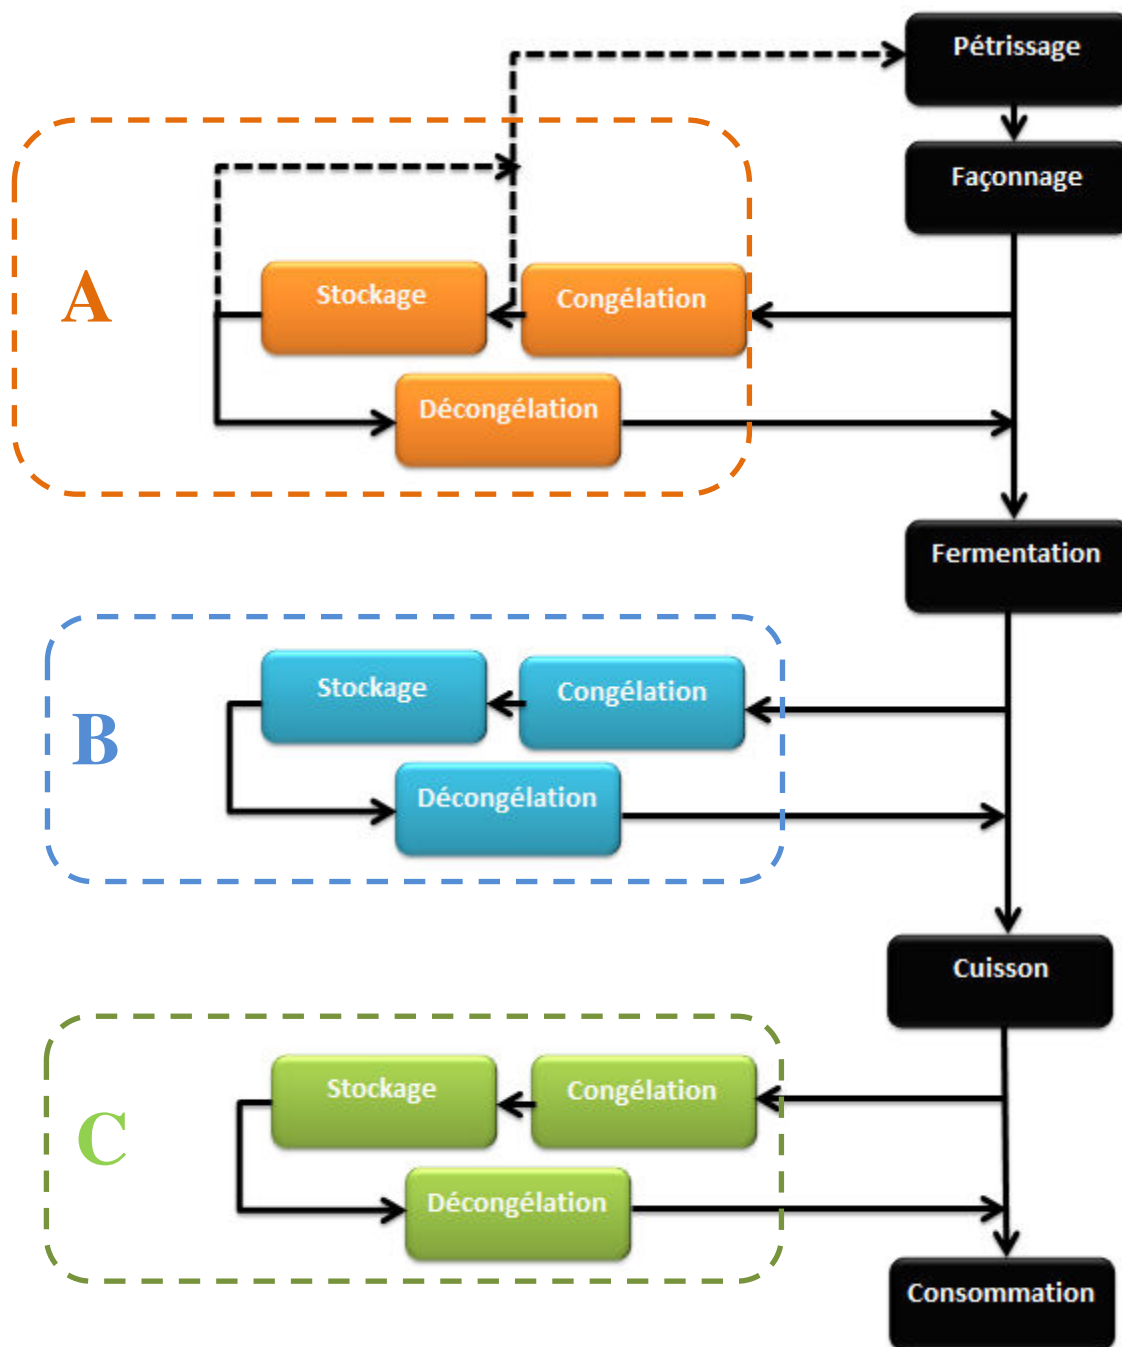 Pétrissage
Façonnage
A
Stockage
Congélation
Décongélation
Fermentation
B
Stockage
Congélation
Décongélation
Cuisson
C
Stockage
Congélation
Décongélation
Consommation